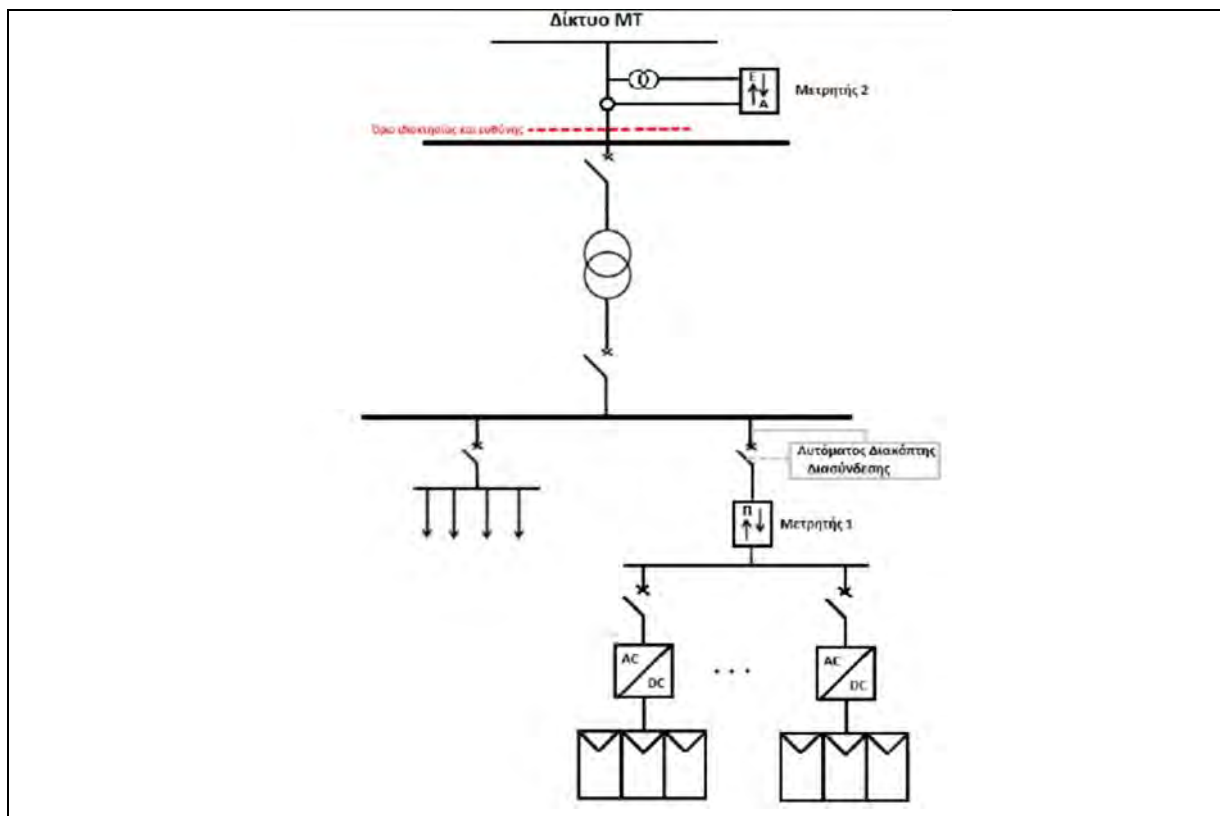 Δίκτυο ΜΤ
Ε
Α
Μετρητής 2
Όριο ιδιοκτησίας και ευθύνης
Αυτόματος Διακόπτης
Διασύνδεσης
Π
Μετρητής 1
AC
DC
. . .
AC
DC